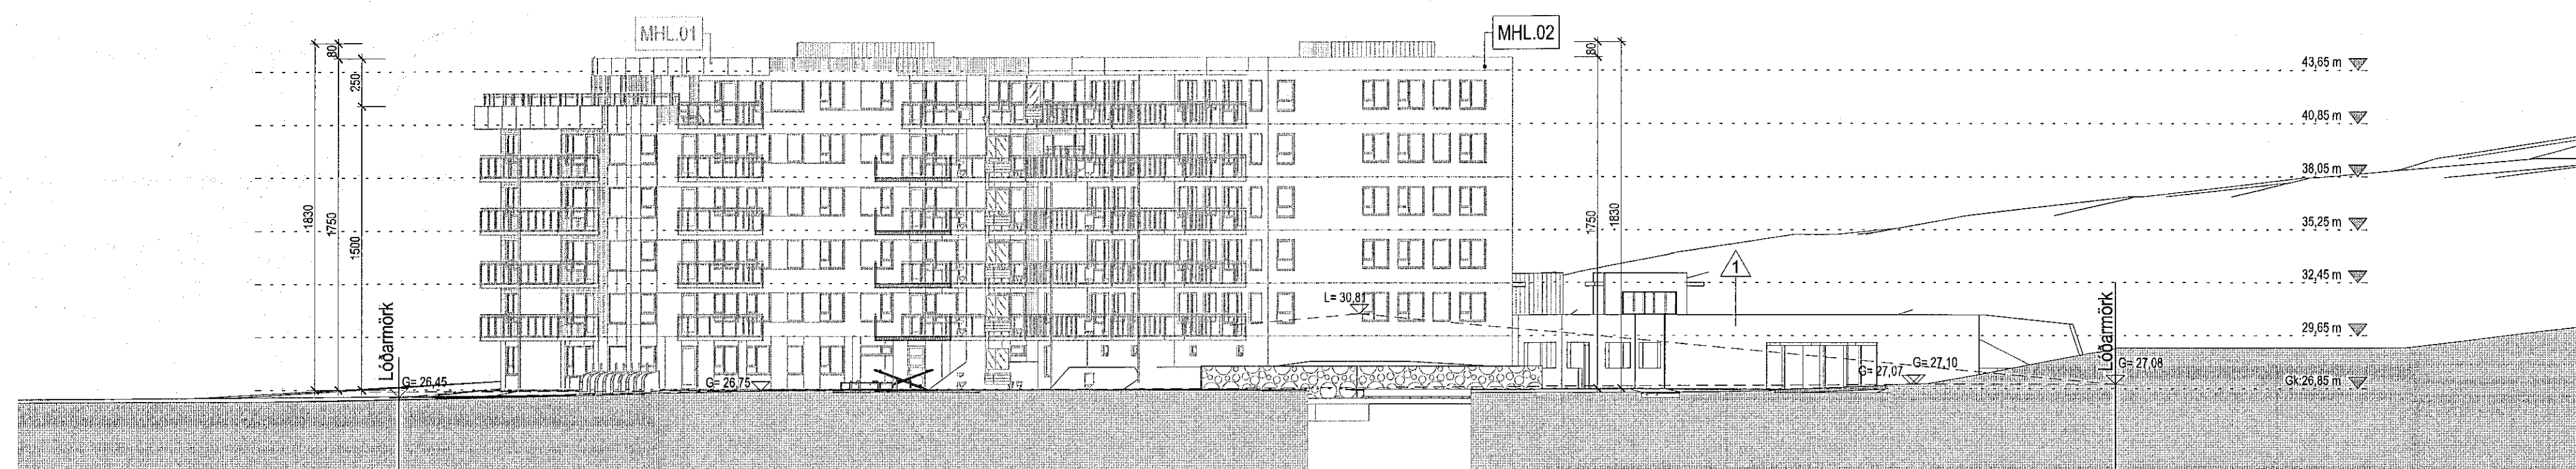 MHL.01
MHL.02
80
250
1830
1750
1500
80
1750
1830
43,65 m
40,85 m
38,05 m
35,25 m
32,45 m
29,65 m
Gk:26,85 m
1
L= 30,81
Lóðarmörk
G= 26,45
G= 26,75
G= 27,07
G= 27,10
Lóðarmörk
G= 27,08